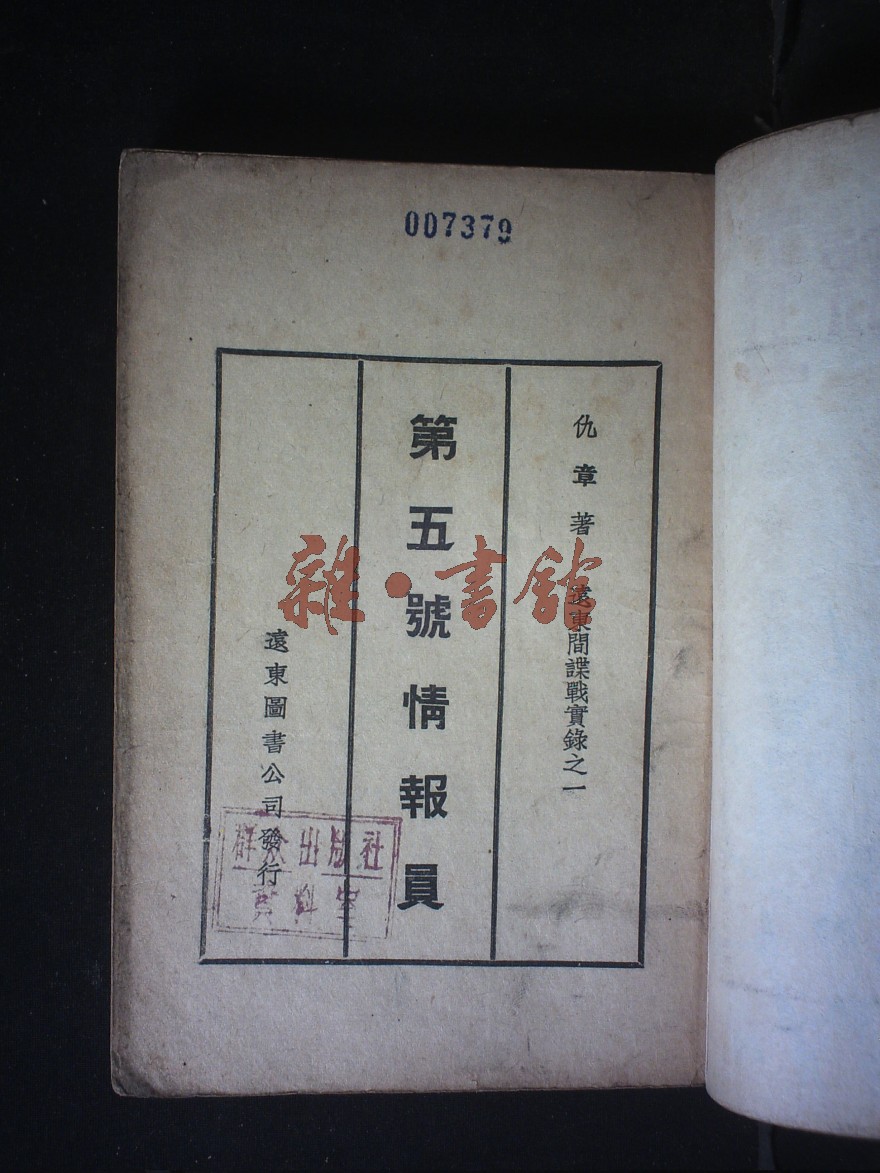 007379
仇章著
遠東間諜戰實錄之一
第五號情報員
遠東圖書公司發行
群众出版社
資料室
雜·書館